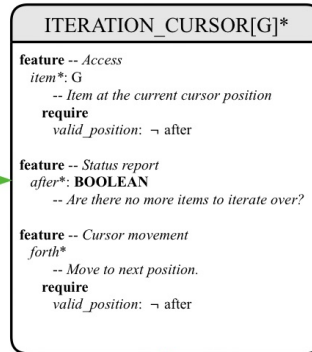 ITERATION_CURSOR[G]*
feature -- Access
item*: G
-- Item at the current cursor position
require
valid_position: ¬ after
feature -- Status report
after*: BOOLEAN
-- Are there no more items to iterate over?
feature -- Cursor movement
forth*
-- Move to next position.
require
valid_position: ¬ after